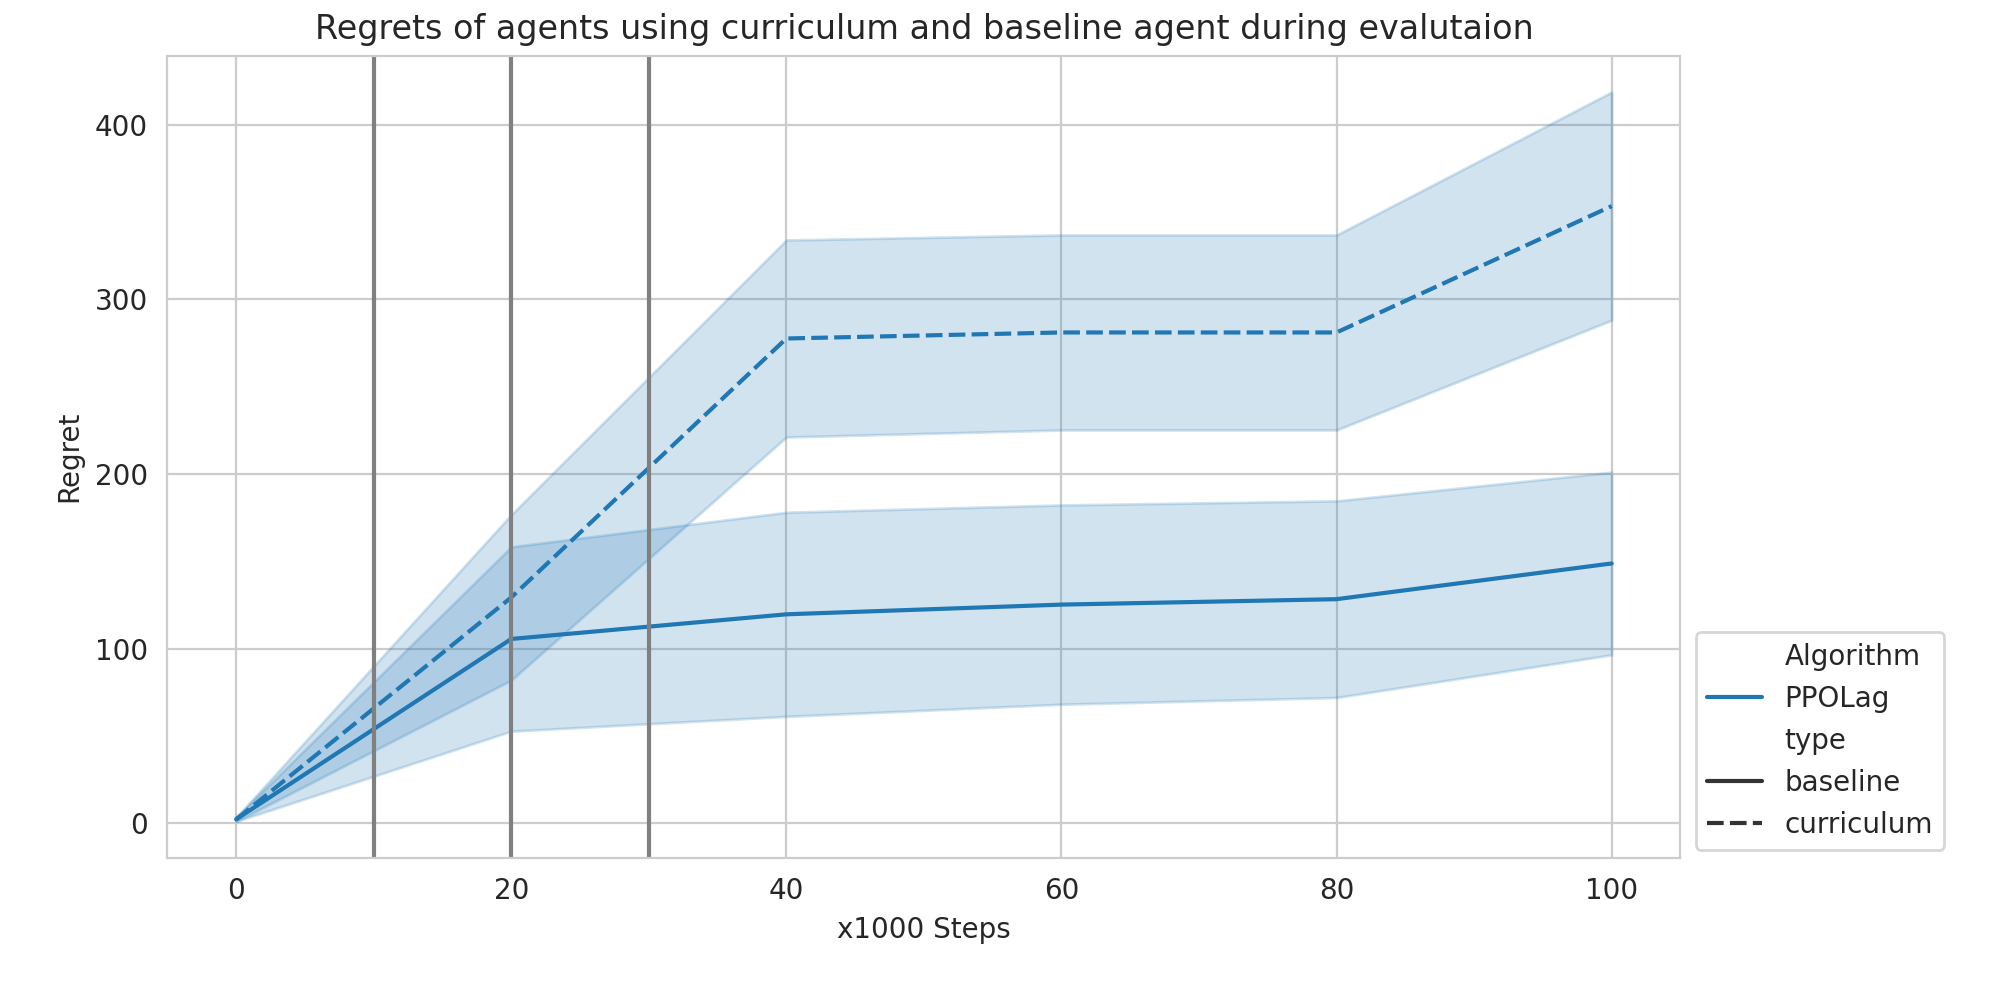 Regrets of agents using curriculum and baseline agent during evalutaion
400
300
200
100
0
Regret
0 20 40 60 80 100
x1000 Steps
Algorithm
PPOLag
type
baseline
curriculum